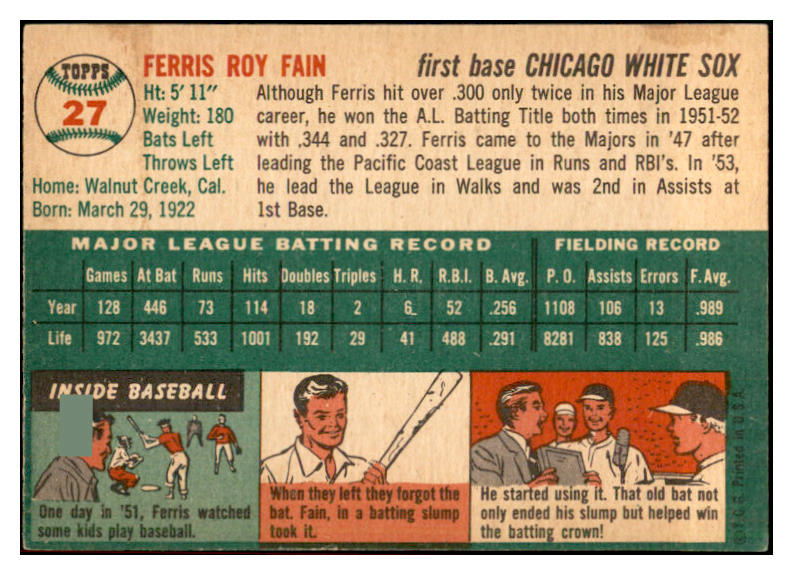 TOPPS
27
FERRIS ROY FAIN
first base CHICAGO WHITE SOX
Ht: 5' 11"
Weight: 180
Bats Left
Throws Left
Home: Walnut Creek, Cal.
Born: March 29, 1922
Although Ferris hit over .300 only twice in his Major League
career, he won the A.L. Batting Title both times in 1951-52
with .344 and .327. Ferris came to the Majors in '47 after
leading the Pacific Coast League in Runs and RBI's. In '53,
he lead the League in Walks and was 2nd in Assists at
1st Base.
MAJOR LEAGUE BATTING RECORD FIELDING RECORD
Games At Bat Runs Hits Doubles Triples H. R. R.B.I. B. Avg. P. O. Assists Errors F. Avg.
Year 128 446 73 114 18 2 6 52 .256 1108 106 13 .989
Life 972 3437 533 1001 192 29 41 488 .291 8281 838 125 .986
INSIDE BASEBALL
One day in '51, Ferris watched
some kids play baseball.
When they left they forgot the
bat. Fain, in a batting slump
took it.
He started using it. That old bat not
only ended his slump but helped win
the batting crown!
© T. C. G. Printed in U.S.A.